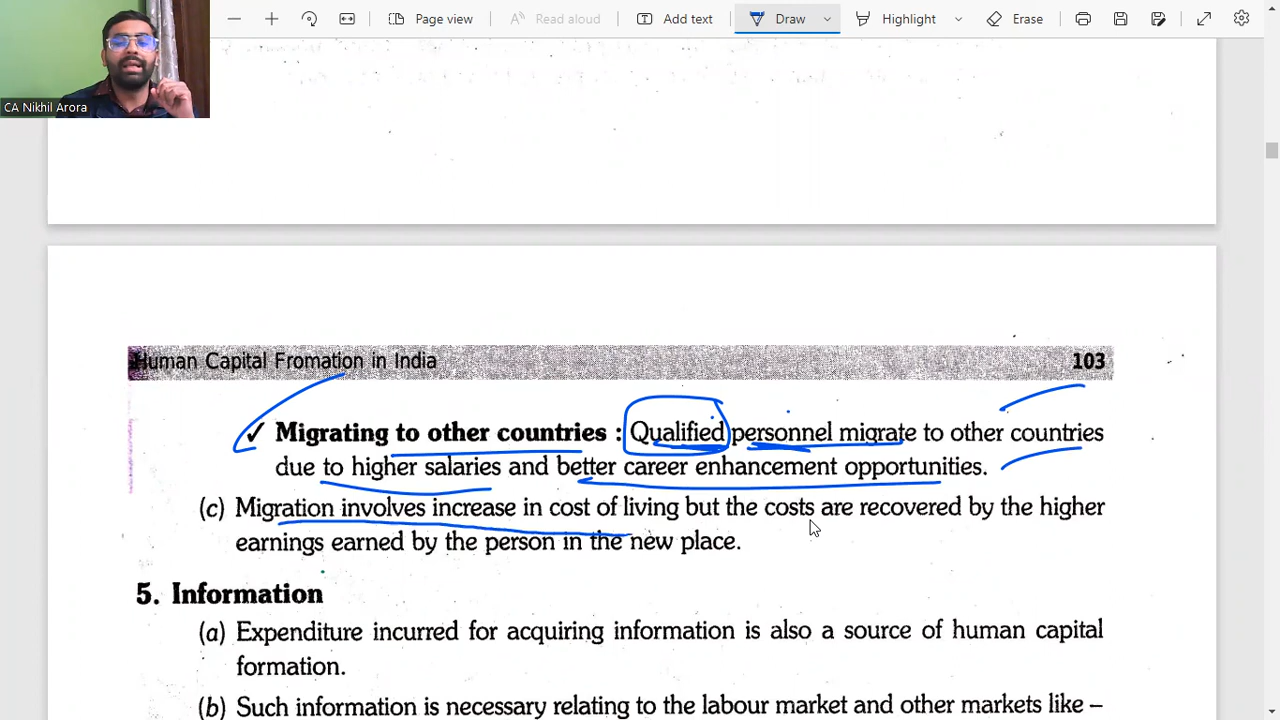 Page view
Read aloud
Add text
Draw
Highlight
Erase
CA Nikhil Arora
Human Capital Fromation in India 103
✓ Migrating to other countries : Qualified personnel migrate to other countries
due to higher salaries and better career enhancement opportunities.
(c) Migration involves increase in cost of living but the costs are recovered by the higher
earnings earned by the person in the new place.
5. Information
(a) Expenditure incurred for acquiring information is also a source of human capital
formation.
(b) Such information is necessary relating to the labour market and other markets like –